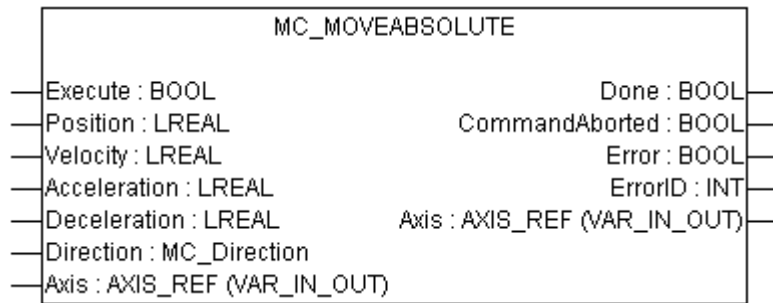 MC_MOVEABSOLUTE
Execute : BOOL Done : BOOL
Position : LREAL CommandAborted : BOOL
Velocity : LREAL Error : BOOL
Acceleration : LREAL ErrorID : INT
Deceleration : LREAL Axis : AXIS_REF (VAR_IN_OUT)
Direction : MC_Direction
Axis : AXIS_REF (VAR_IN_OUT)